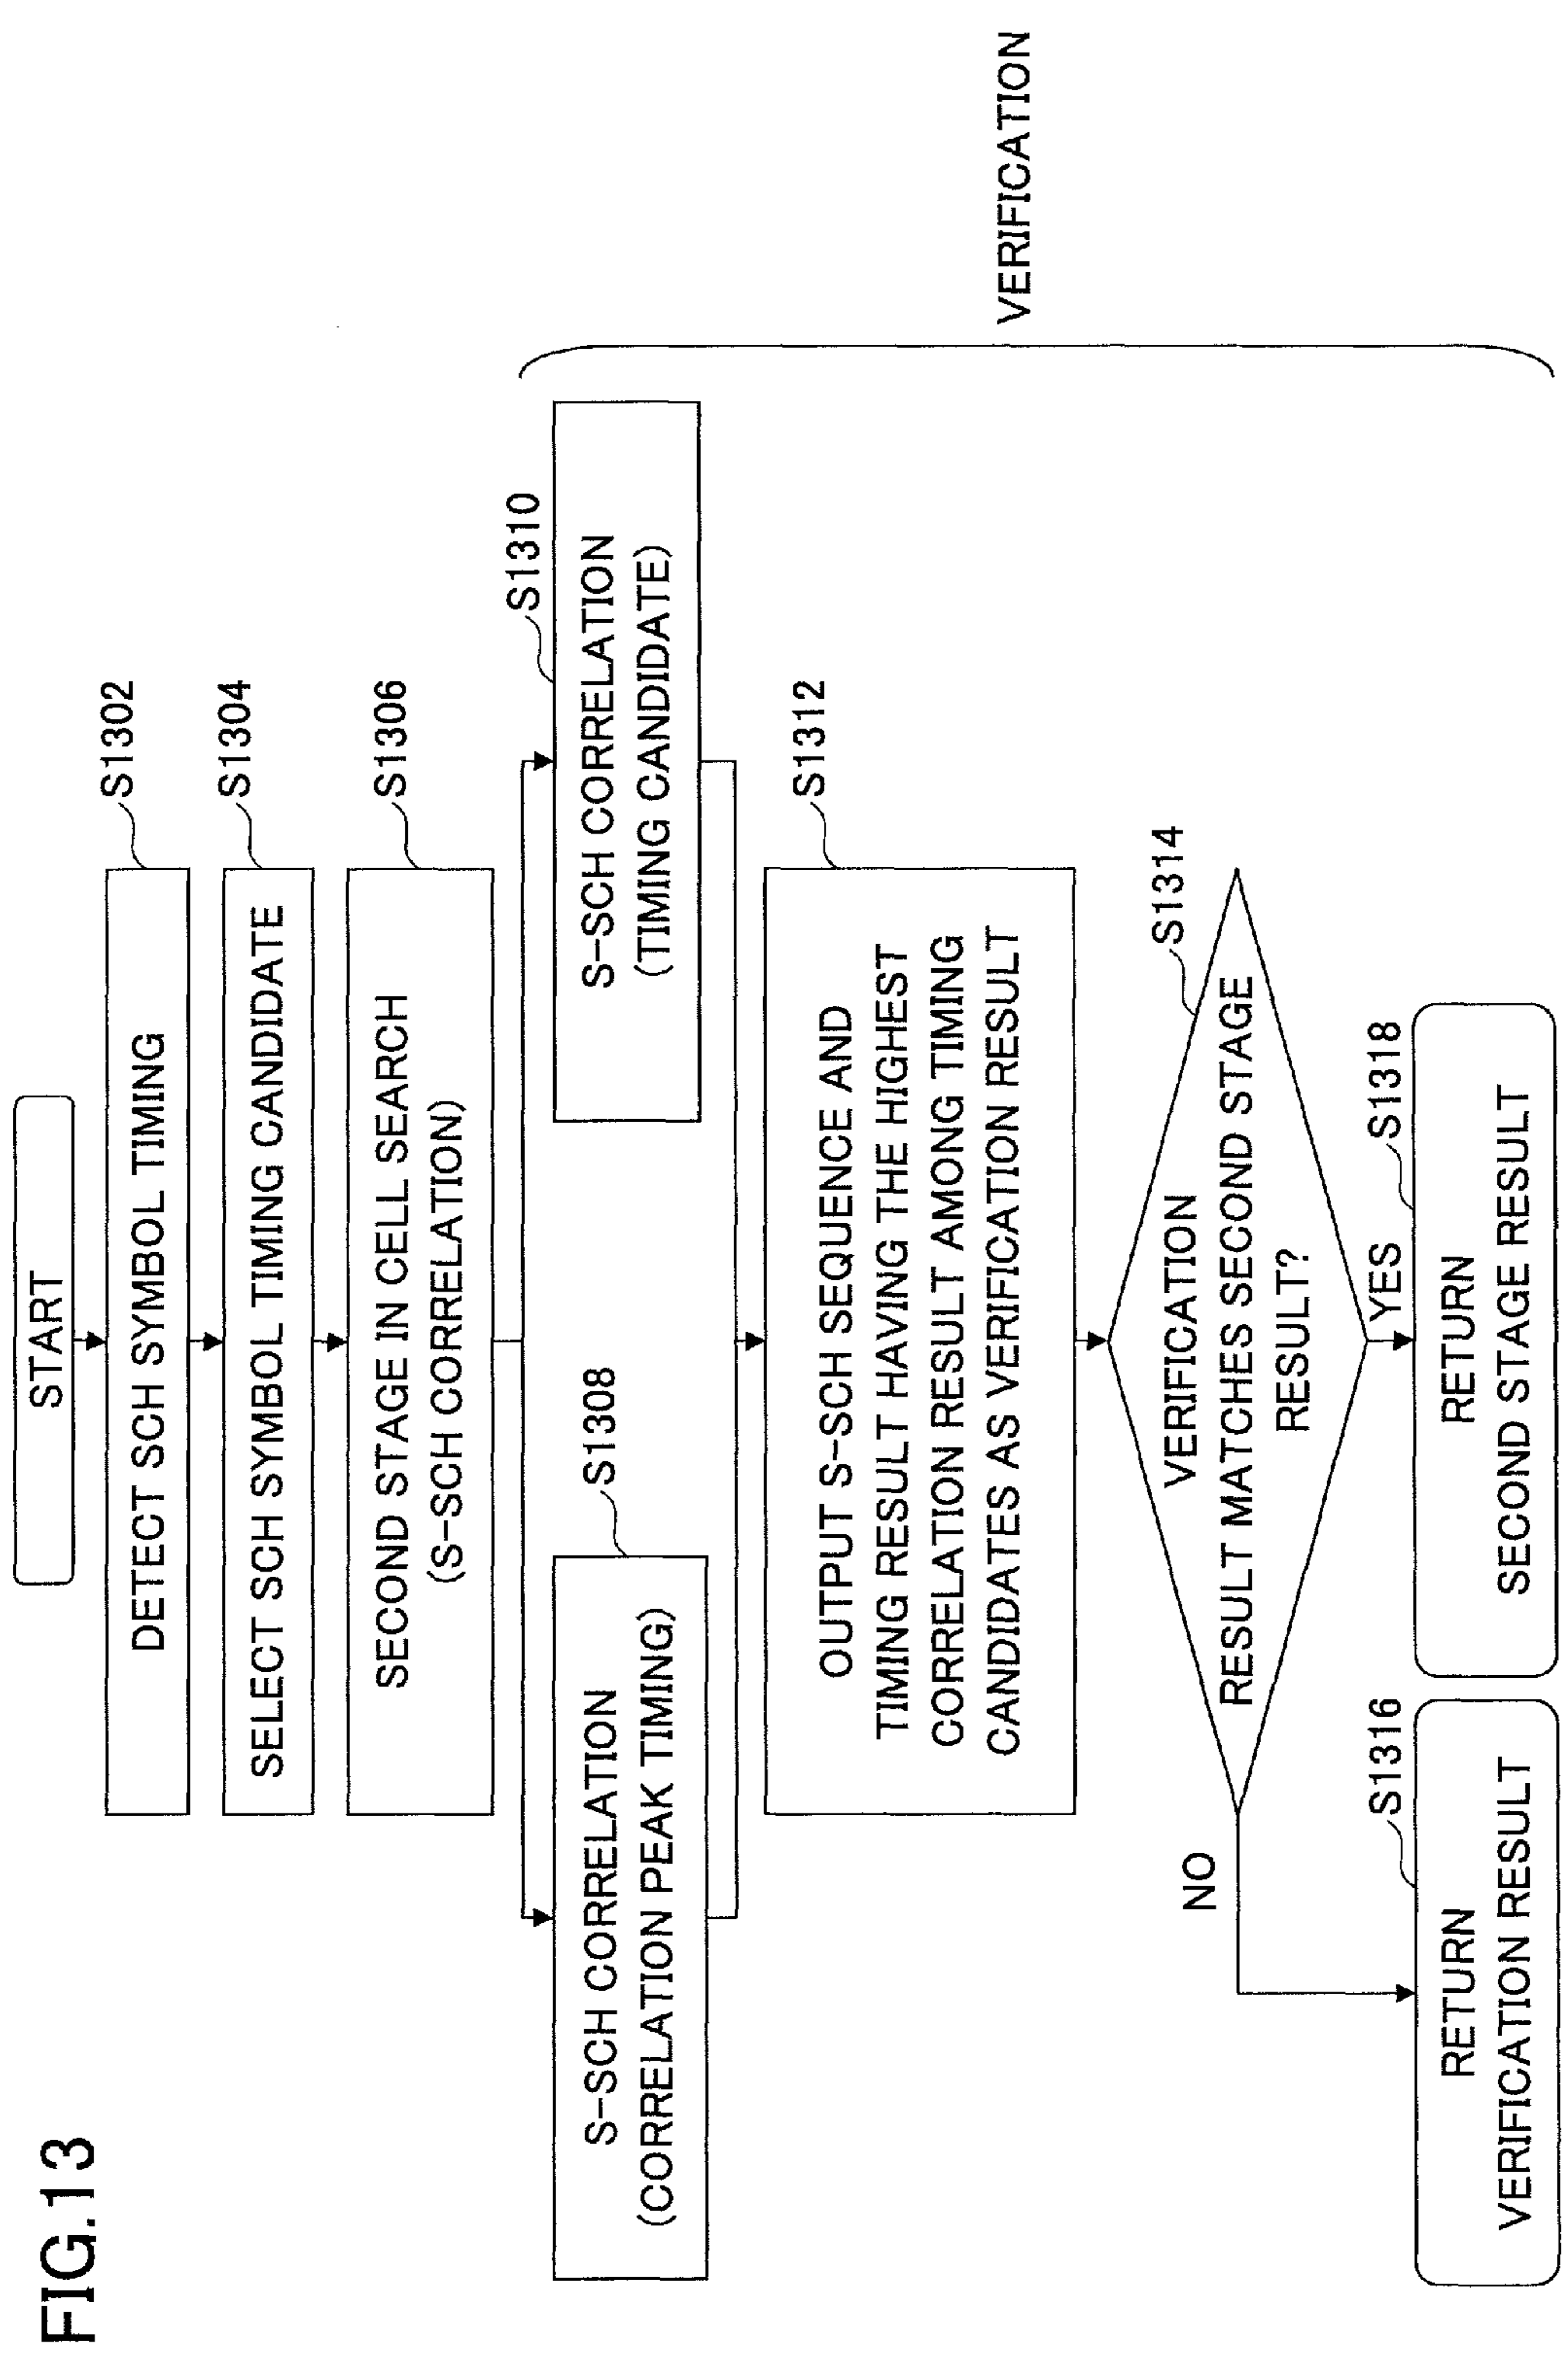 FIG.13
START
S1302
DETECT SCH SYMBOL TIMING
S1304
SELECT SCH SYMBOL TIMING CANDIDATE
S1306
SECOND STAGE IN CELL SEARCH
(S-SCH CORRELATION)
S1308
S-SCH CORRELATION
(CORRELATION PEAK TIMING)
S1310
S-SCH CORRELATION
(TIMING CANDIDATE)
VERIFICATION
S1312
OUTPUT S-SCH SEQUENCE AND
TIMING RESULT HAVING THE HIGHEST
CORRELATION RESULT AMONG TIMING
CANDIDATES AS VERIFICATION RESULT
S1314
VERIFICATION
RESULT MATCHES SECOND STAGE
RESULT?
NO
YES
S1316
RETURN
VERIFICATION RESULT
S1318
RETURN
SECOND STAGE RESULT